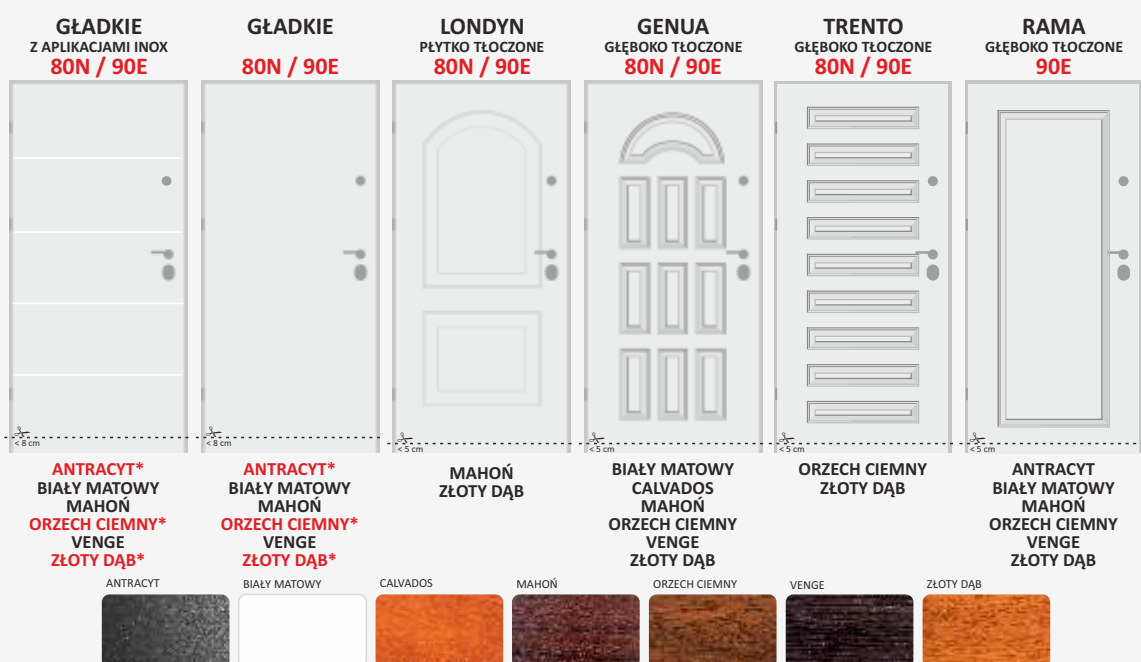 GŁADKIE
Z APLIKACJAMI INOX
80N / 90E
GŁADKIE
80N / 90E
LONDYN
PŁYTKO TŁOCZONE
80N / 90E
GENUA
GŁĘBOKO TŁOCZONE
80N / 90E
TRENTO
GŁĘBOKO TŁOCZONE
80N / 90E
RAMA
GŁĘBOKO TŁOCZONE
90E
< 8 cm
< 8 cm
< 5 cm
< 5 cm
< 5 cm
< 5 cm
ANTRACYT*
BIAŁY MATOWY
MAHOŃ
ORZECH CIEMNY*
VENGE
ZŁOTY DĄB*
ANTRACYT*
BIAŁY MATOWY
MAHOŃ
ORZECH CIEMNY*
VENGE
ZŁOTY DĄB*
MAHOŃ
ZŁOTY DĄB
BIAŁY MATOWY
CALVADOS
MAHOŃ
ORZECH CIEMNY
VENGE
ZŁOTY DĄB
ORZECH CIEMNY
ZŁOTY DĄB
ANTRACYT
BIAŁY MATOWY
MAHOŃ
ORZECH CIEMNY
VENGE
ZŁOTY DĄB
ANTRACYT
BIAŁY MATOWY
CALVADOS
MAHOŃ
ORZECH CIEMNY
VENGE
ZŁOTY DĄB